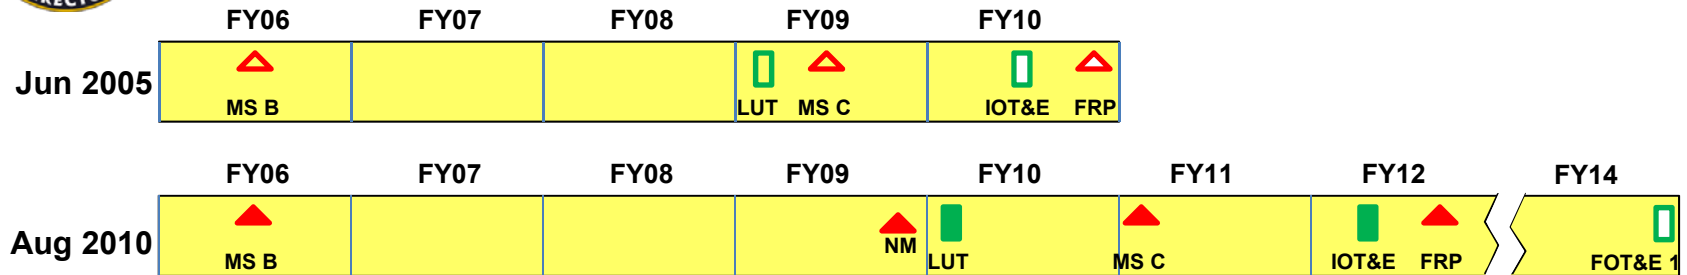 RECTO
FY06 FY07 FY08 FY09 FY10
Jun 2005
MS B LUT MS C IOT&E FRP
FY06 FY07 FY08 FY09 FY10 FY11 FY12 FY14
Aug 2010
NM
MS B LUT MS C IOT&E FRP FOT&E 1